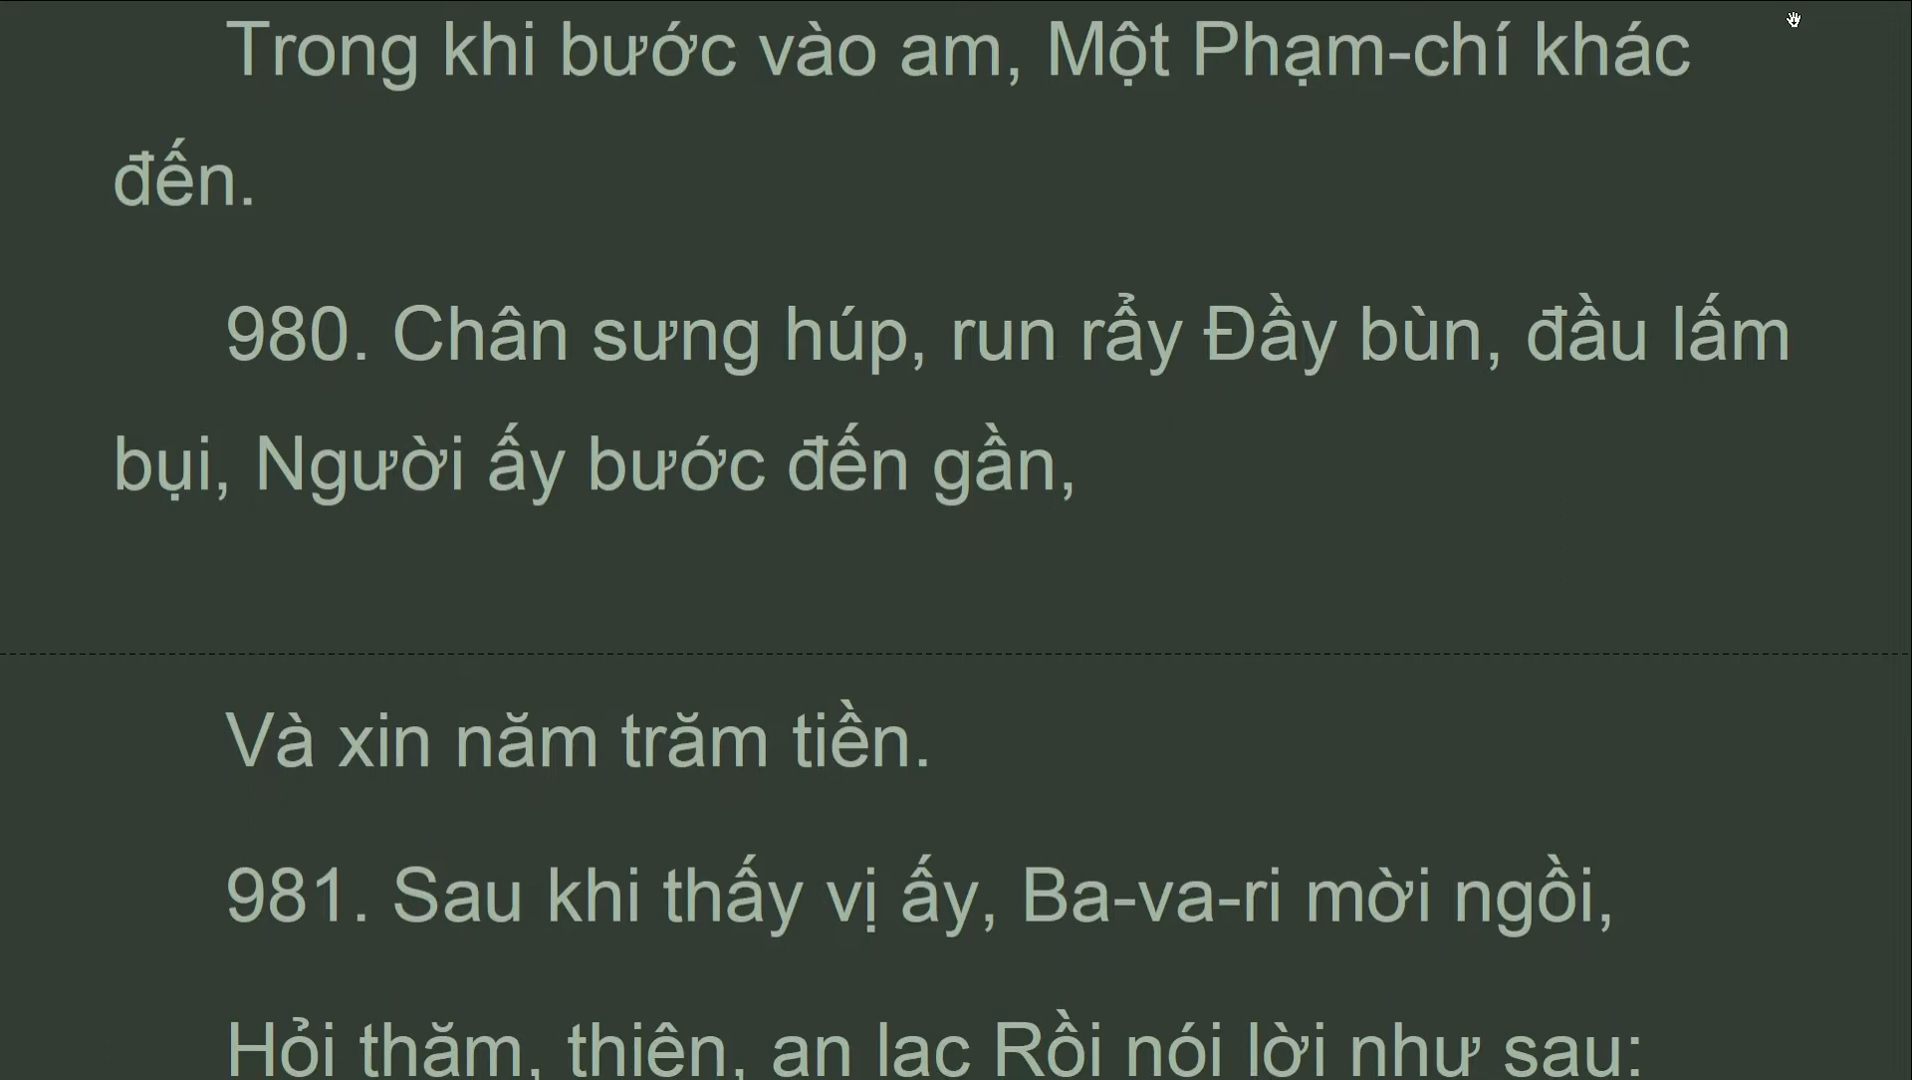 Trong khi bước vào am, Một Phạm-chí khác
đến.
980. Chân sưng húp, run rẩy Đầy bùn, đầu lấm
bụi, Người ấy bước đến gần,
Và xin năm trăm tiền.
981. Sau khi thấy vị ấy, Ba-va-ri mời ngồi,
Hỏi thăm, thiện, an lạc Rồi nói lời như sau: